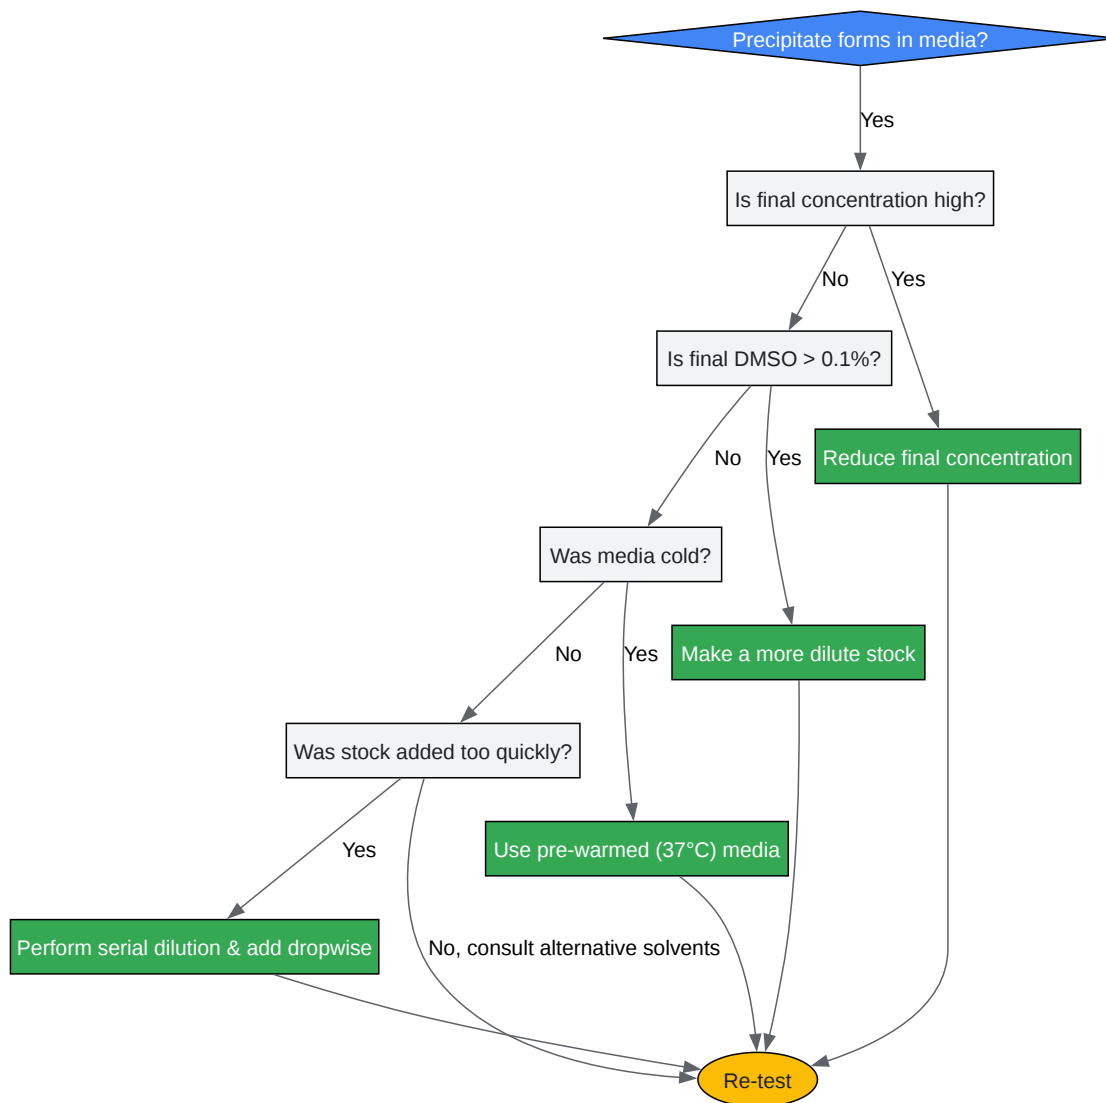 Precipitate forms in media?
Yes
Is final concentration high?
No
Yes
Is final DMSO > 0.1%?
Reduce final concentration
No
Yes
Was media cold?
Make a more dilute stock
No
Yes
Was stock added too quickly?
Use pre-warmed (37°C) media
Yes
Perform serial dilution & add dropwise
No, consult alternative solvents
Re-test